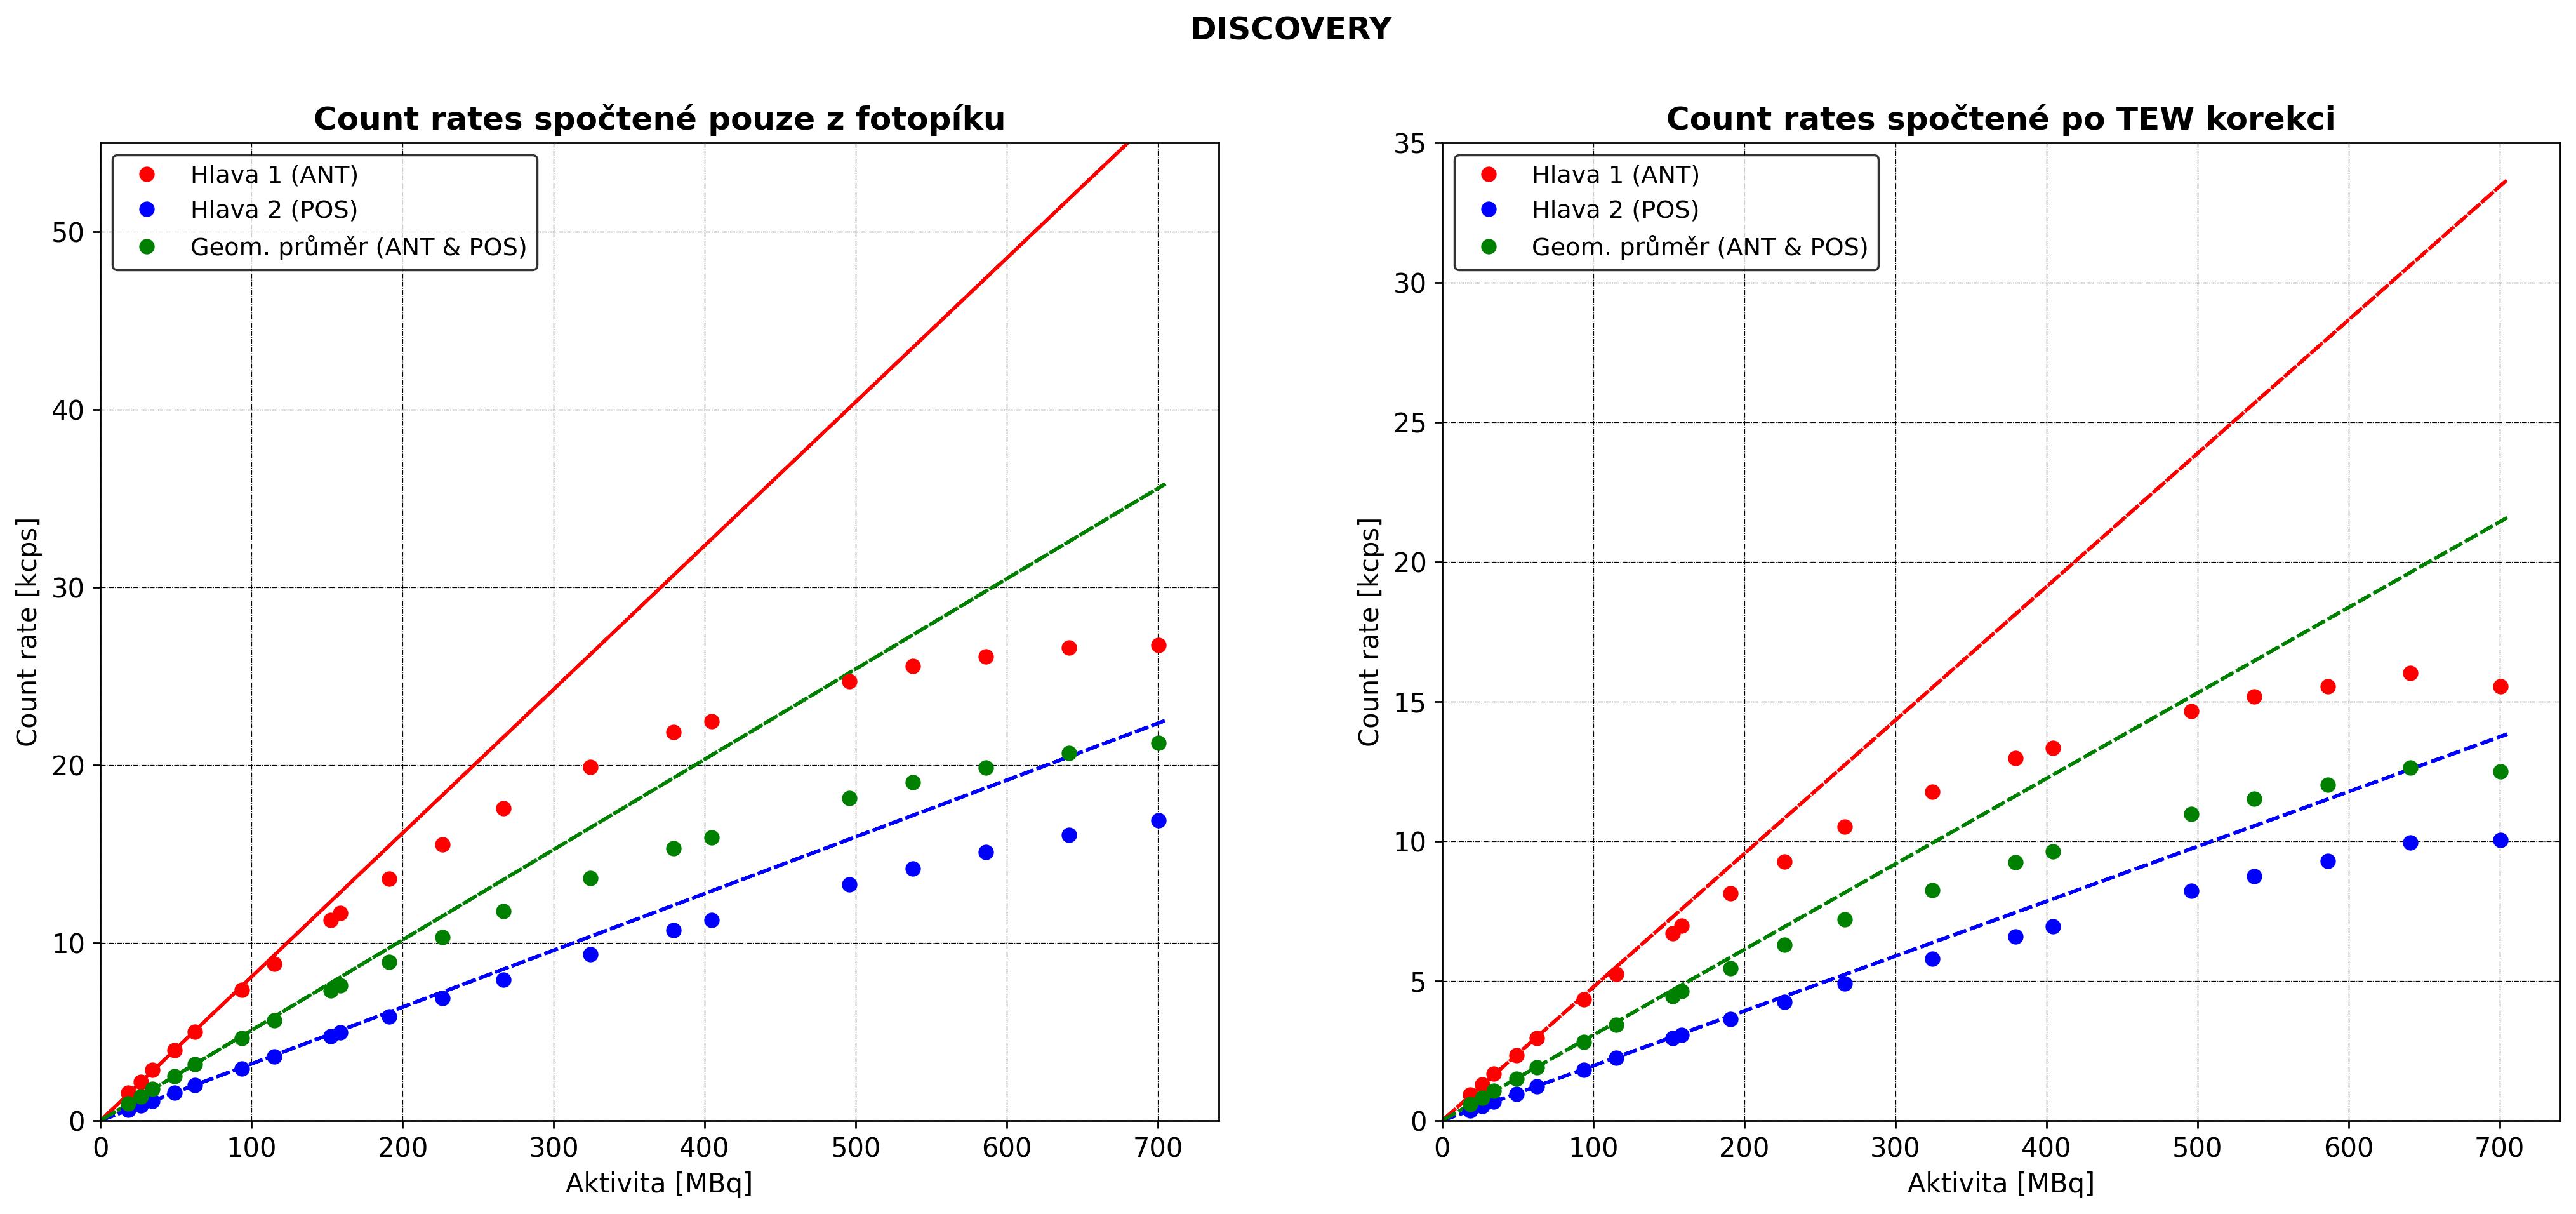 DISCOVERY
Count rates spočtené pouze z fotopíku
Hlava 1 (ANT)
Hlava 2 (POS)
Geom. průměr (ANT & POS)
Count rate [kcps]
50
40
30
20
10
0
0 100 200 300 400 500 600 700
Aktivita [MBq]
Count rates spočtené po TEW korekci
Hlava 1 (ANT)
Hlava 2 (POS)
Geom. průměr (ANT & POS)
Count rate [kcps]
35
30
25
20
15
10
5
0
0 100 200 300 400 500 600 700
Aktivita [MBq]